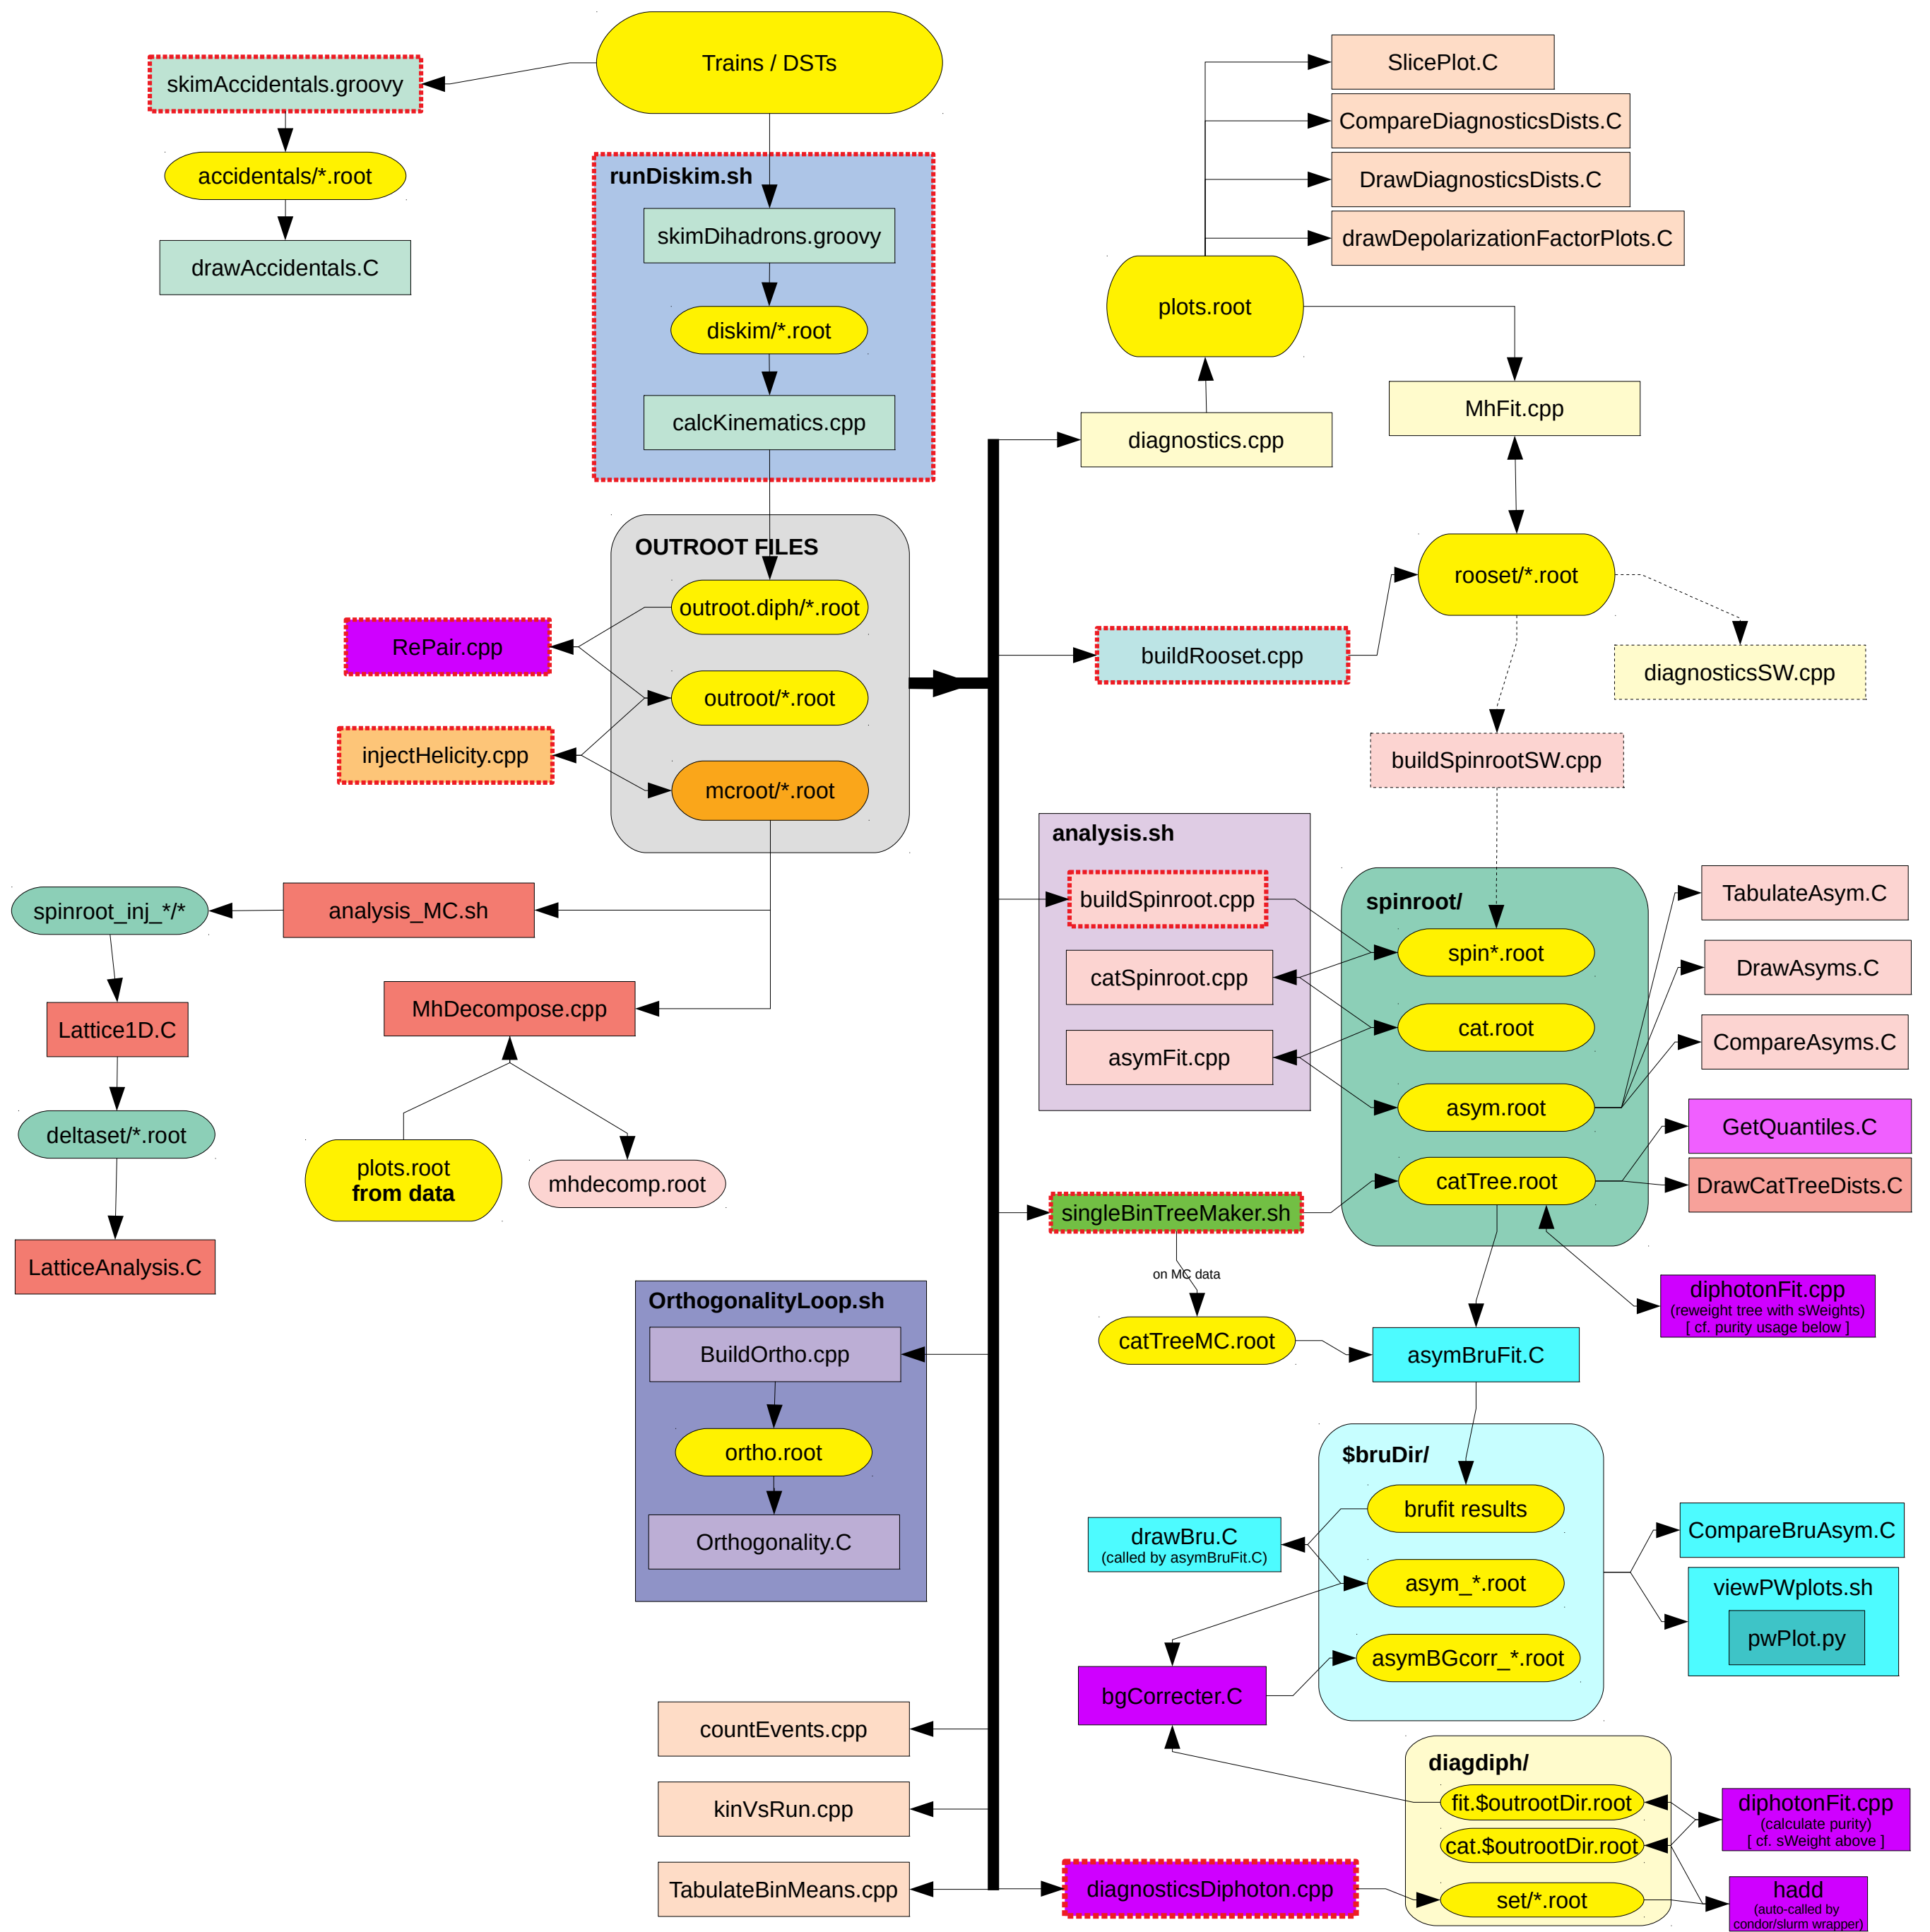 Trains / DSTs
skimAccidentals.groovy
accidentals/*.root
drawAccidentals.C
runDiskim.sh
skimDihadrons.groovy
diskim/*.root
calcKinematics.cpp
OUTROOT FILES
outroot.diph/*.root
outroot/*.root
mcroot/*.root
RePair.cpp
injectHelicity.cpp
analysis_MC.sh
spinroot_inj_*/*
Lattice1D.C
deltaset/*.root
LatticeAnalysis.C
MhDecompose.cpp
plots.root
from data
mhdecomp.root
OrthogonalityLoop.sh
BuildOrtho.cpp
ortho.root
Orthogonality.C
countEvents.cpp
kinVsRun.cpp
TabulateBinMeans.cpp
SlicePlot.C
CompareDiagnosticsDists.C
DrawDiagnosticsDists.C
drawDepolarizationFactorPlots.C
plots.root
MhFit.cpp
diagnostics.cpp
rooset/*.root
buildRooset.cpp
diagnosticsSW.cpp
buildSpinrootSW.cpp
analysis.sh
buildSpinroot.cpp
catSpinroot.cpp
asymFit.cpp
spinroot/
spin*.root
cat.root
asym.root
catTree.root
TabulateAsym.C
DrawAsyms.C
CompareAsyms.C
GetQuantiles.C
DrawCatTreeDists.C
singleBinTreeMaker.sh
on MC data
catTreeMC.root
diphotonFit.cpp
(reweight tree with sWeights)
[ cf. purity usage below ]
asymBruFit.C
$bruDir/
brufit results
asym_*.root
asymBGcorr_*.root
drawBru.C
(called by asymBruFit.C)
CompareBruAsym.C
viewPWplots.sh
pwPlot.py
bgCorrecter.C
diagdiph/
fit.$outrootDir.root
cat.$outrootDir.root
set/*.root
diphotonFit.cpp
(calculate purity)
[ cf. sWeight above ]
diagnosticsDiphoton.cpp
hadd
(auto-called by
condor/slurm wrapper)